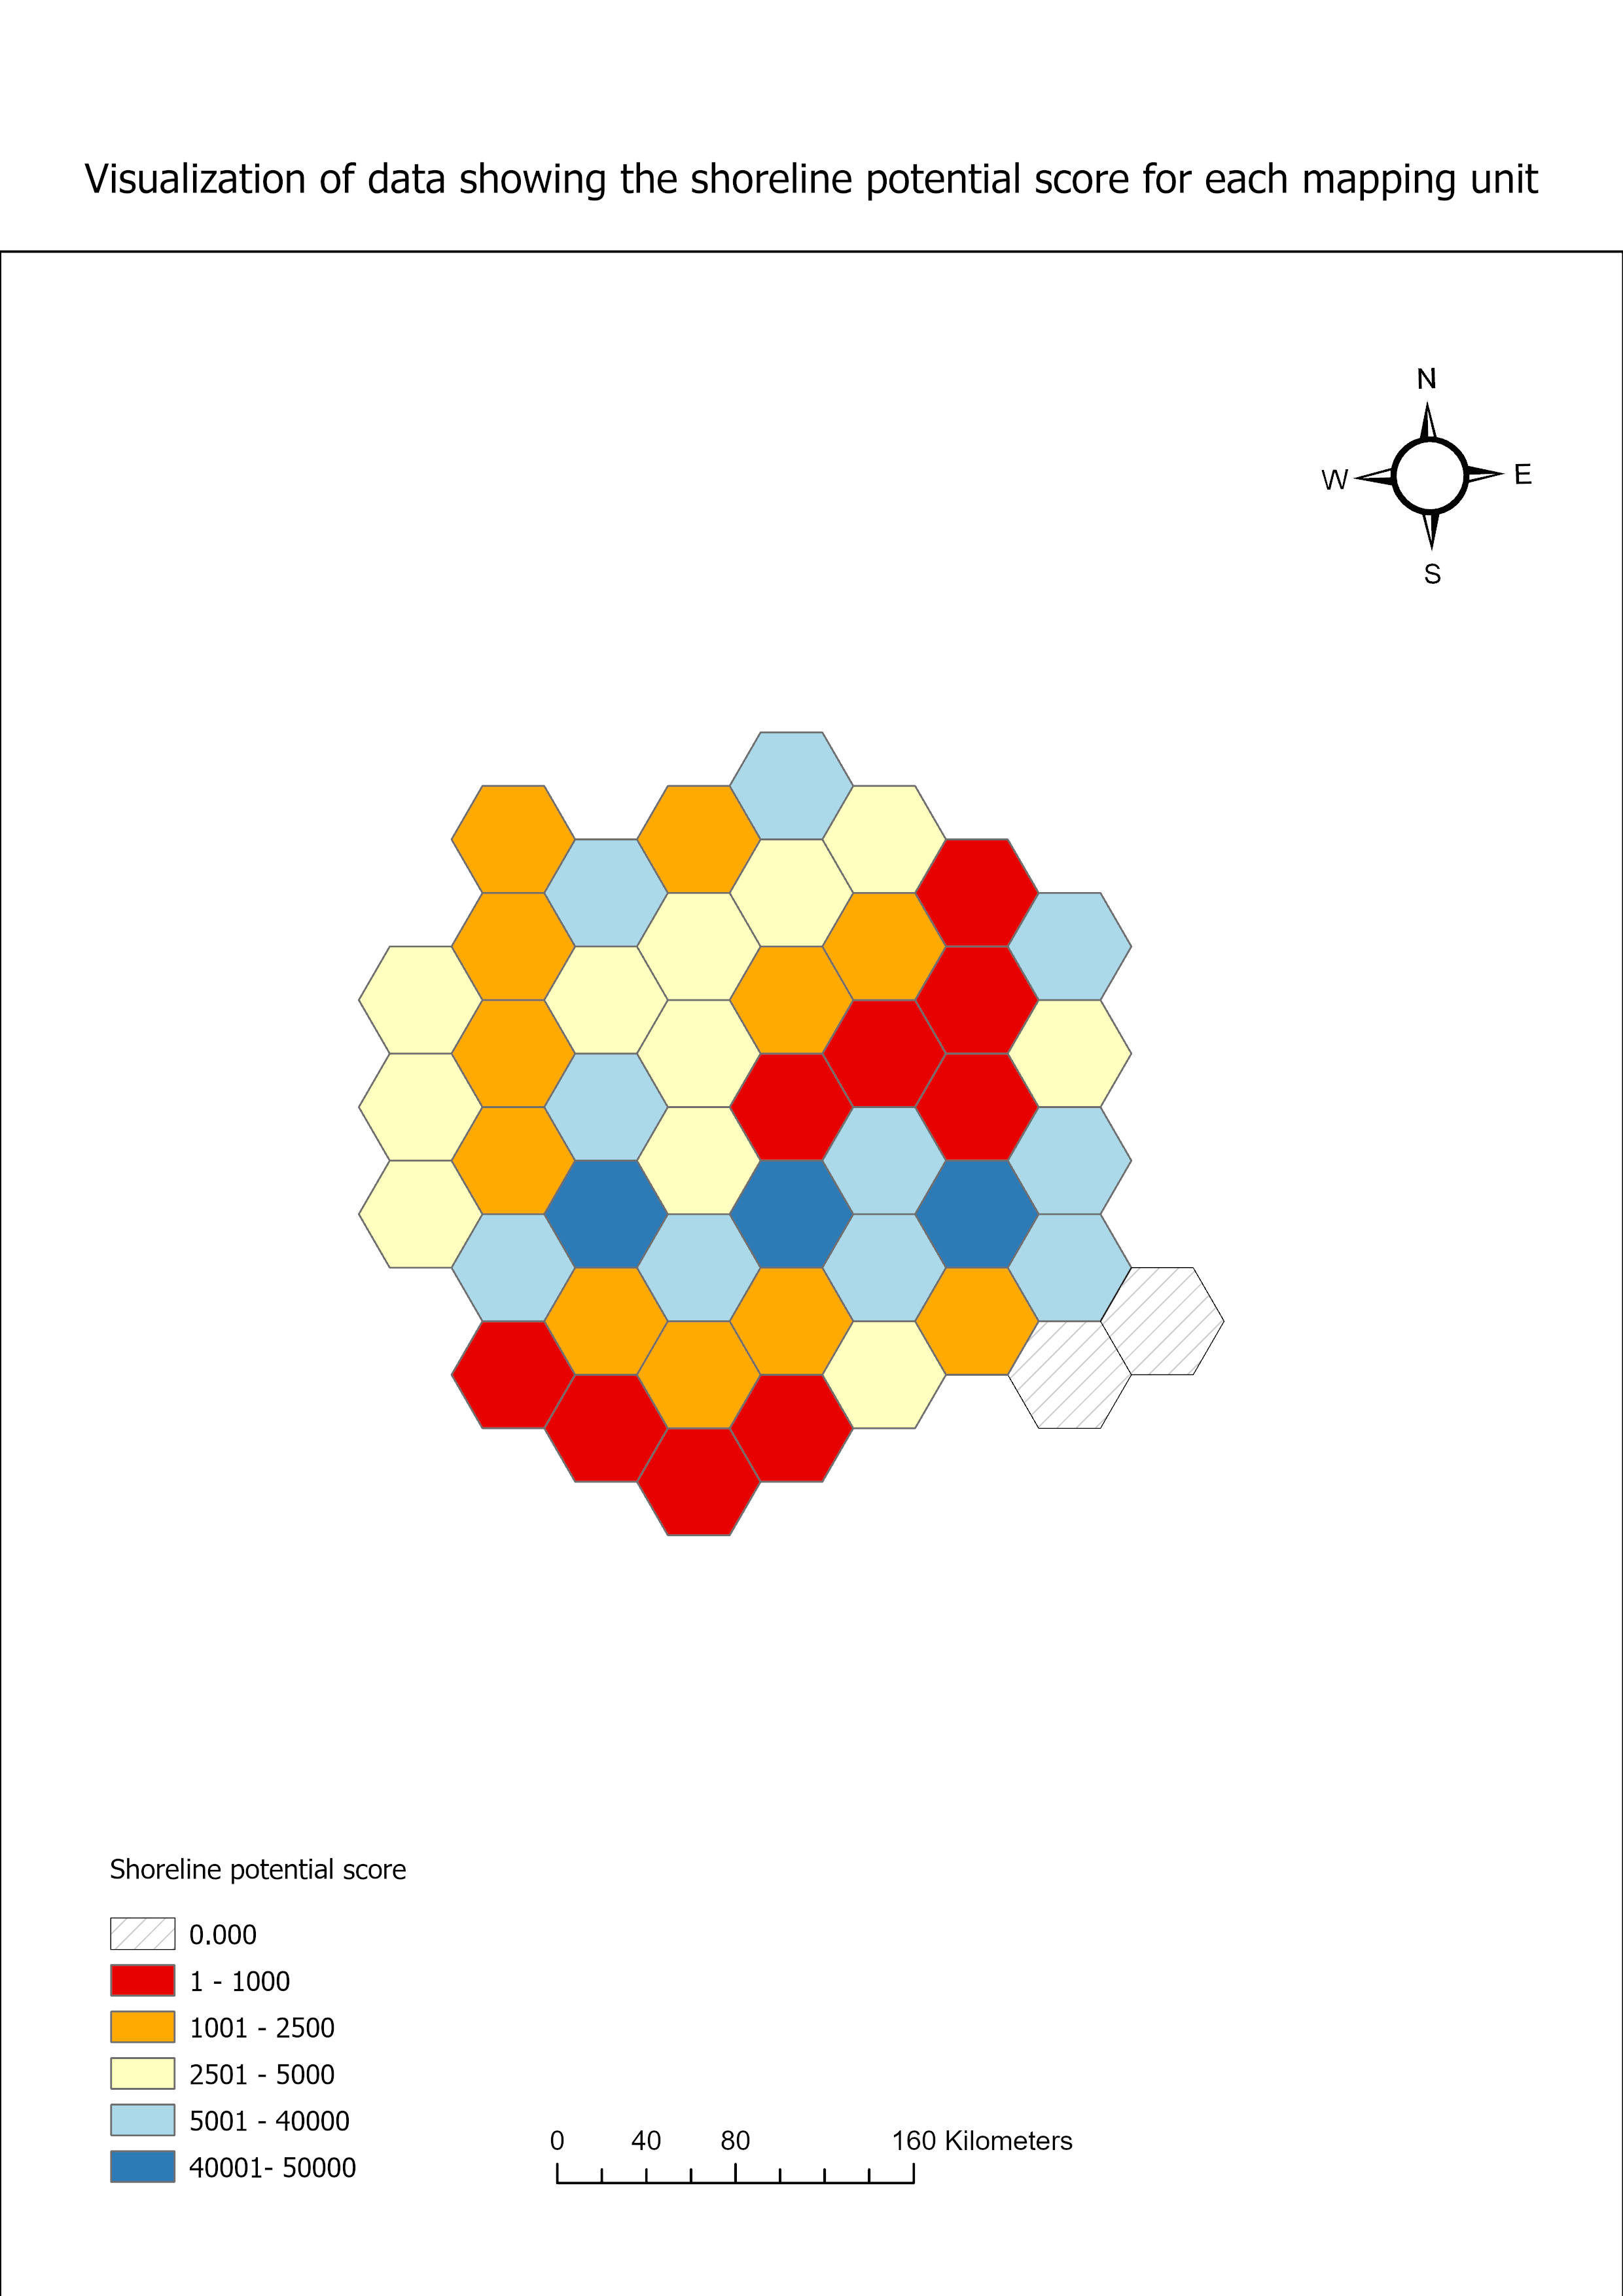 Visualization of data showing the shoreline potential score for each mapping unit
N
W
E
S
Shoreline potential score
0.000
1 - 1000
1001 - 2500
2501 - 5000
5001 - 40000
40001- 50000
0 40 80 160 Kilometers